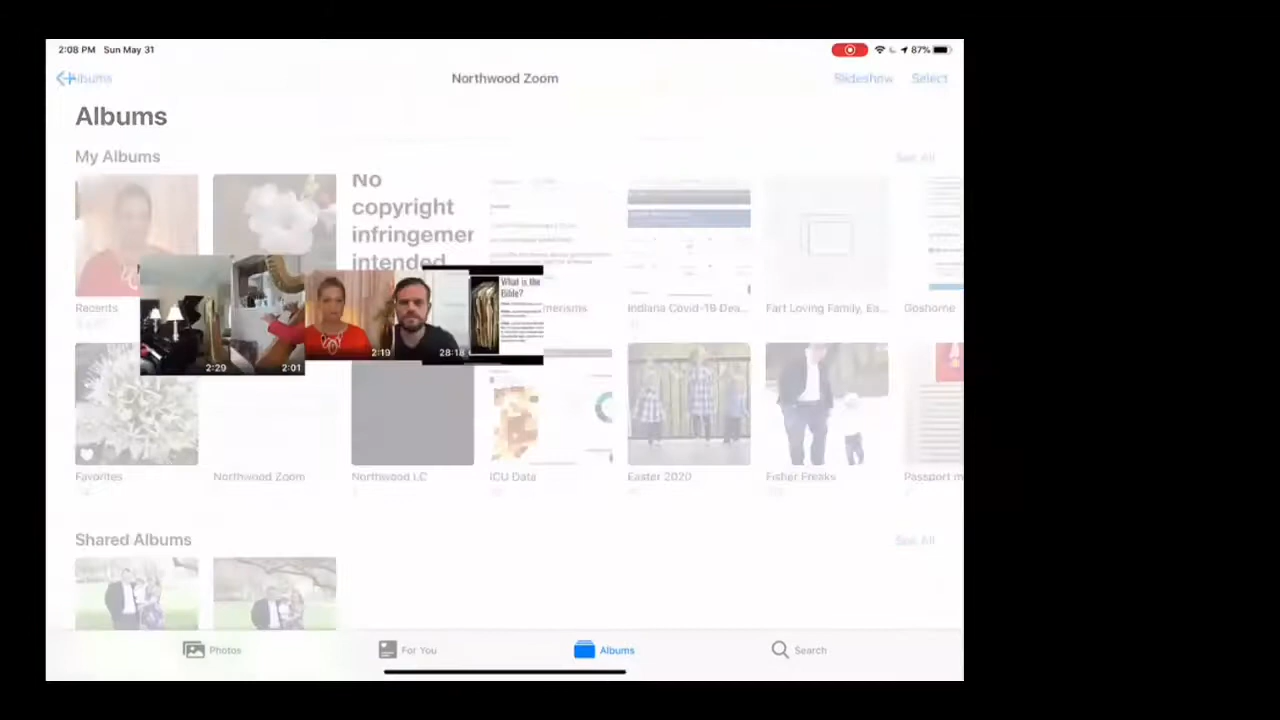 2:08 PM Sun May 31
87%
Albums
Northwood Zoom
Slideshow
Select
Albums
My Albums
See All
No
copyright
infringemer
intended
What is the
Bible?
Recents
Indiana Covid-19 Dea...
Fart Loving Family, Ea...
Goshorne
2:29
2:01
2:19
28:18
Favorites
Northwood Zoom
Northwood LC
ICU Data
Easter 2020
Fisher Freaks
Passport m
Shared Albums
See All
Photos
For You
Albums
Search